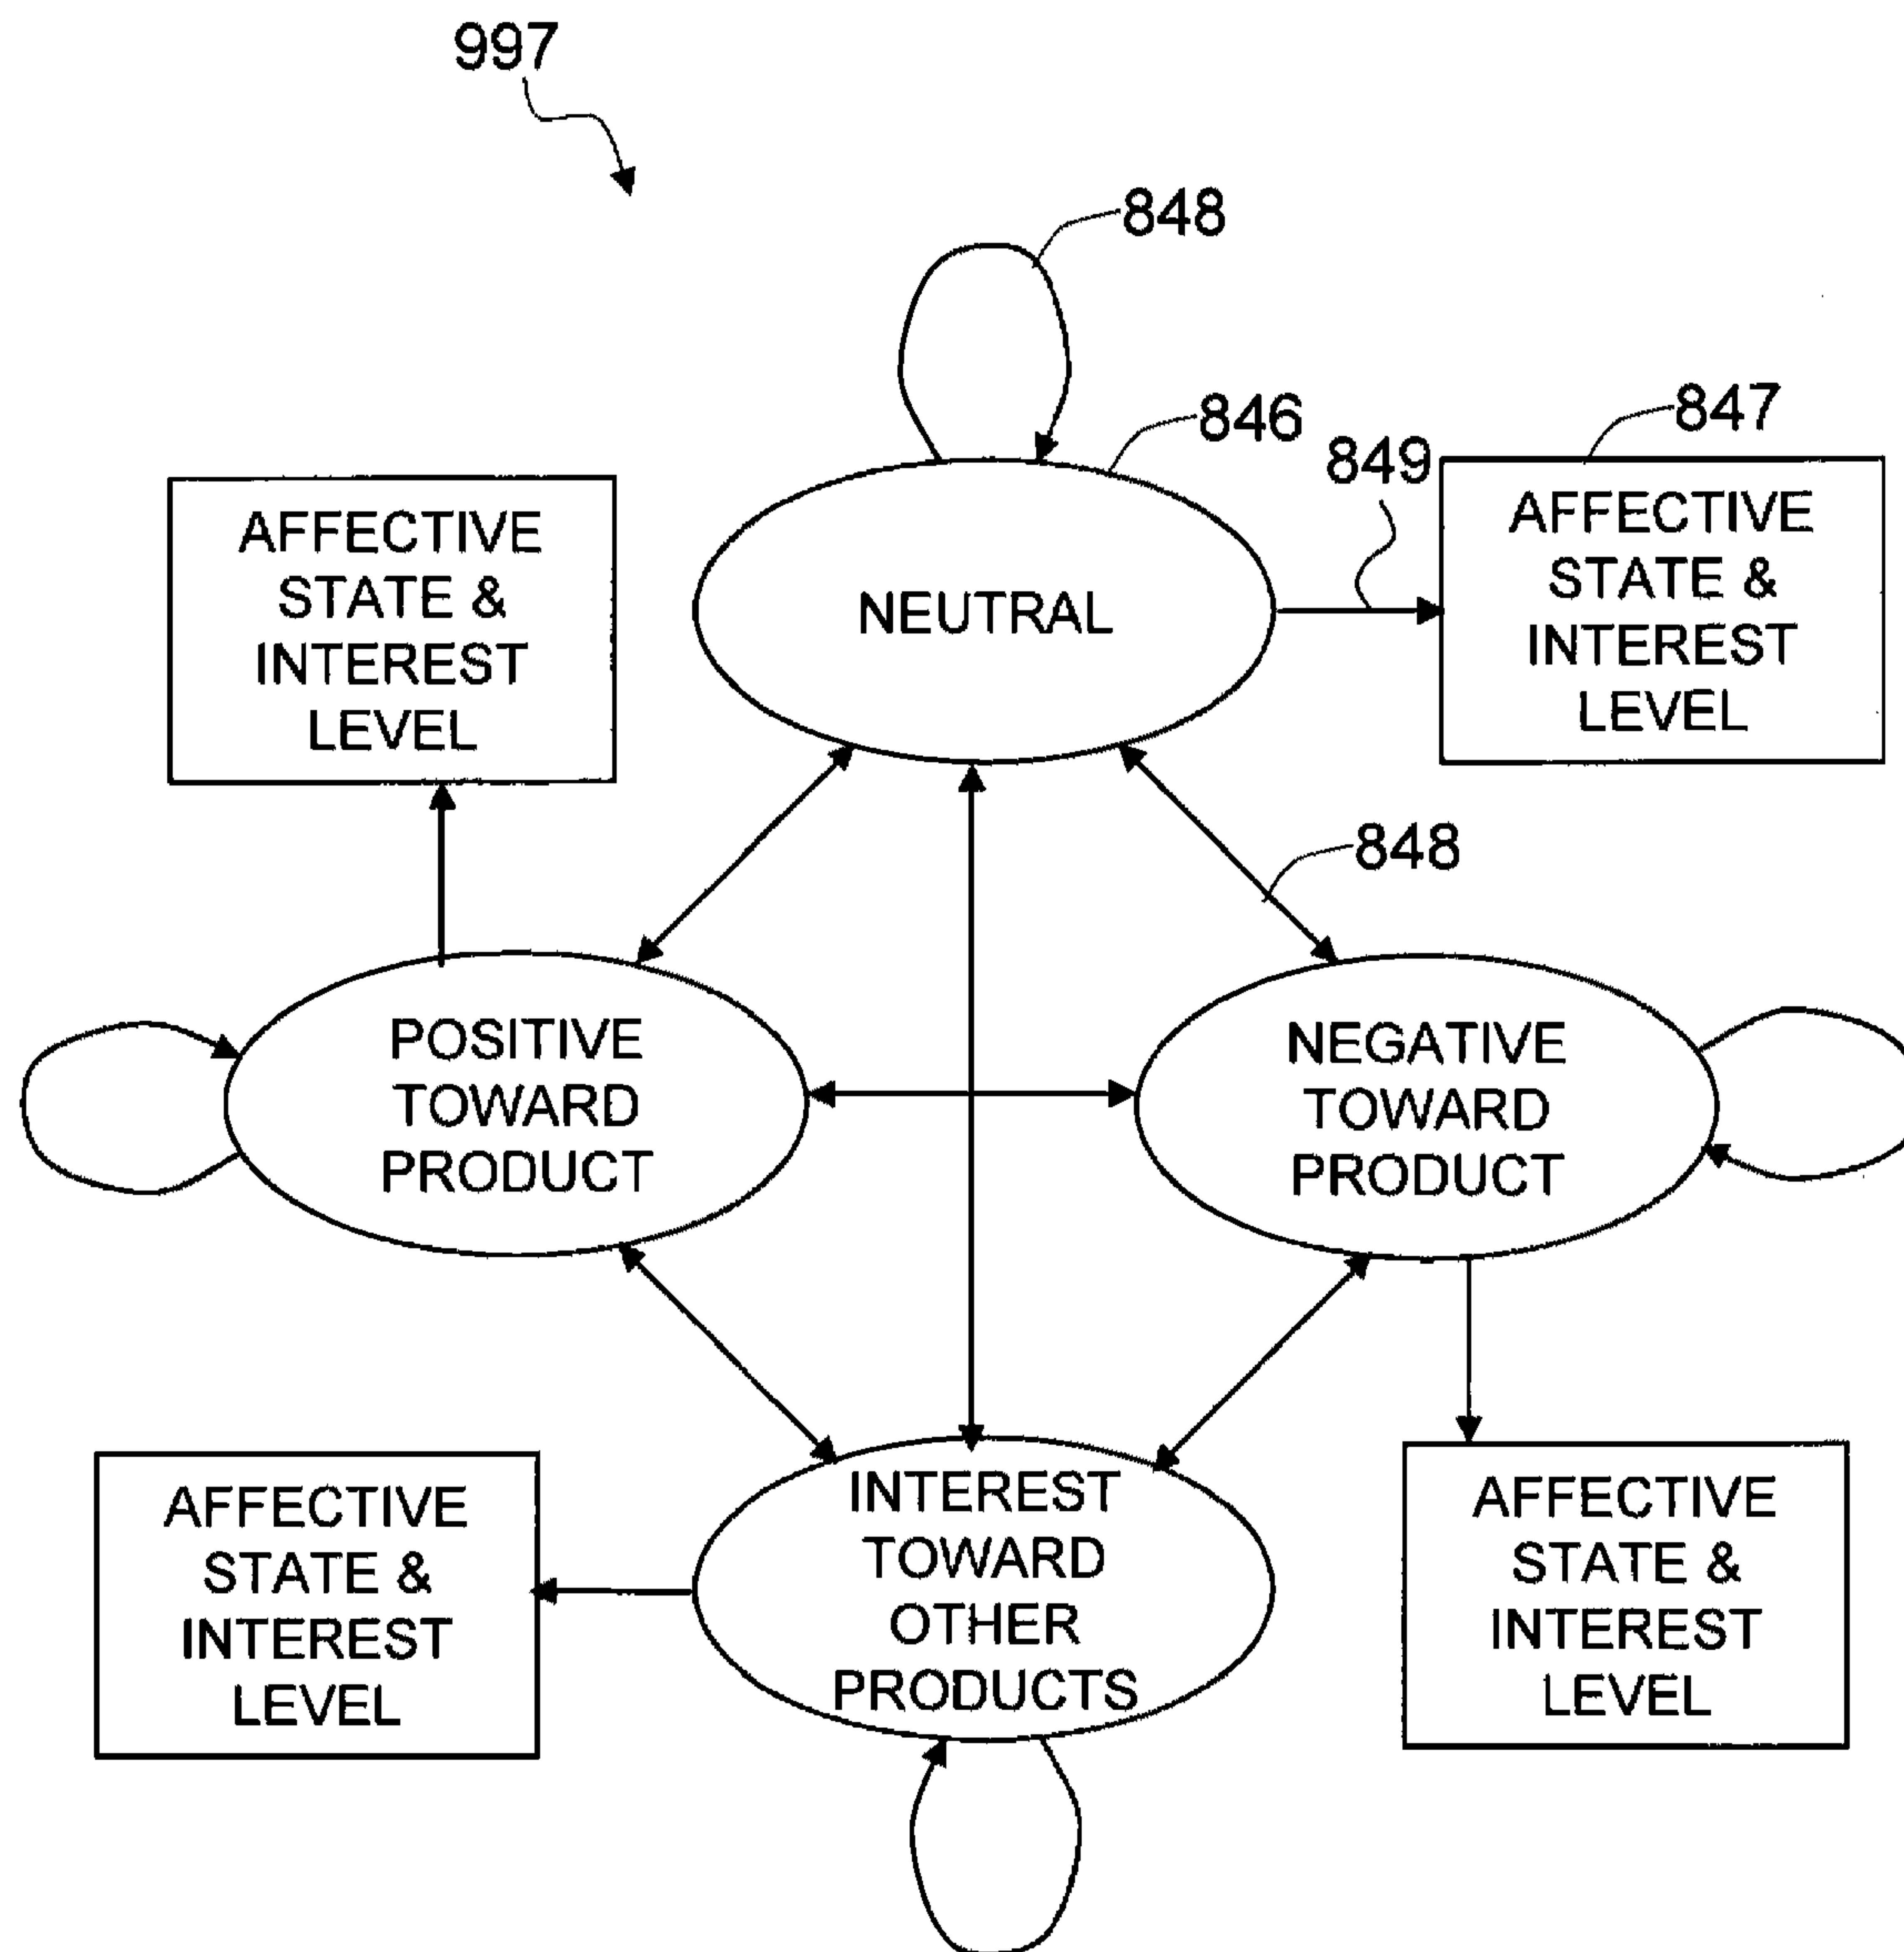 997
848
846
847
849
AFFECTIVE
STATE &
INTEREST
LEVEL
NEUTRAL
AFFECTIVE
STATE &
INTEREST
LEVEL
848
POSITIVE
TOWARD
PRODUCT
NEGATIVE
TOWARD
PRODUCT
AFFECTIVE
STATE &
INTEREST
LEVEL
INTEREST
TOWARD
OTHER
PRODUCTS
AFFECTIVE
STATE &
INTEREST
LEVEL